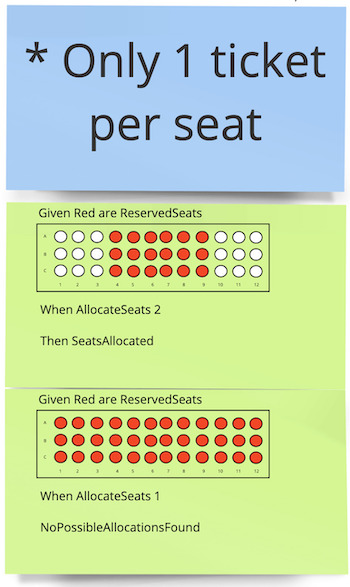 * Only 1 ticket
per seat
Given Red are ReservedSeats
A
B
C
1 2 3 4 5 6 7 8 9 10 11 12
When AllocateSeats 2
Then SeatsAllocated
Given Red are ReservedSeats
A
B
C
1 2 3 4 5 6 7 8 9 10 11 12
When AllocateSeats 1
NoPossibleAllocationsFound